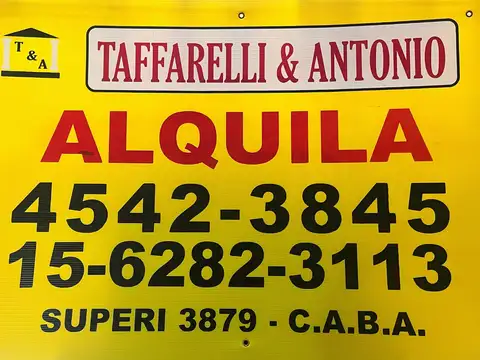 T & A
TAFFARELLI & ANTONIO
ALQUILA
4542-3845
15-6282-3113
SUPERI 3879 - C.A.B.A.